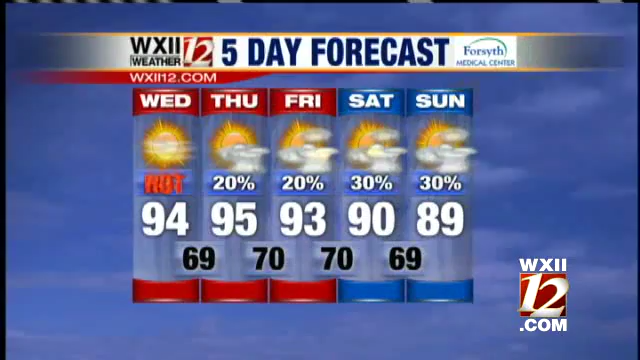 WXII 12 5 DAY FORECAST Forsyth
WEATHER MEDICAL CENTER
WXII12.COM
WED THU FRI SAT SUN
HOT 20% 20% 30% 30%
94 95 93 90 89
69 70 70 69
WXII
12
.COM